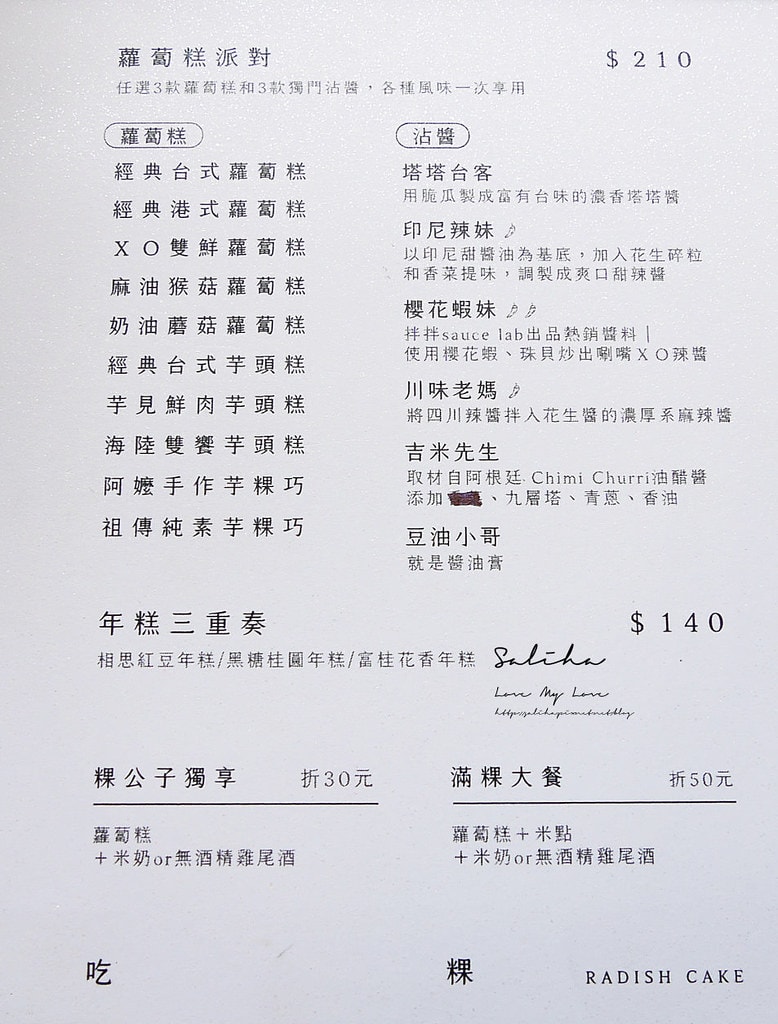 蘿蔔糕派對 $210
任選3款蘿蔔糕和3款獨門沾醬，各種風味一次享用
蘿蔔糕
經典台式蘿蔔糕
經典港式蘿蔔糕
XO雙鮮蘿蔔糕
麻油猴菇蘿蔔糕
奶油蘑菇蘿蔔糕
經典台式芋頭糕
芋見鮮肉芋頭糕
海陸雙饗芋頭糕
阿嬤手作芋粿巧
祖傳純素芋粿巧
沾醬
塔塔台客
用脆瓜製成富有台味的濃香塔塔醬
印尼辣妹
以印尼甜醬油為基底，加入花生碎粒
和香菜提味，調製成爽口甜辣醬
櫻花蝦妹
拌拌sauce lab出品熱銷醬料|
使用櫻花蝦、珠貝炒出唰嘴XO辣醬
川味老媽
將四川辣醬拌入花生醬的濃厚系麻辣醬
吉米先生
取材自阿根廷 Chimi Churri油醋醬
添加、九層塔、青蔥、香油
豆油小哥
就是醬油膏
年糕三重奏 $140
相思紅豆年糕/黑糖桂圓年糕/富桂花香年糕
Saliha
Love My Love
粿公子獨享 折30元
蘿蔔糕
＋米奶or無酒精雞尾酒
滿粿大餐 折50元
蘿蔔糕＋米點
＋米奶or無酒精雞尾酒
吃 粿 RADISH CAKE